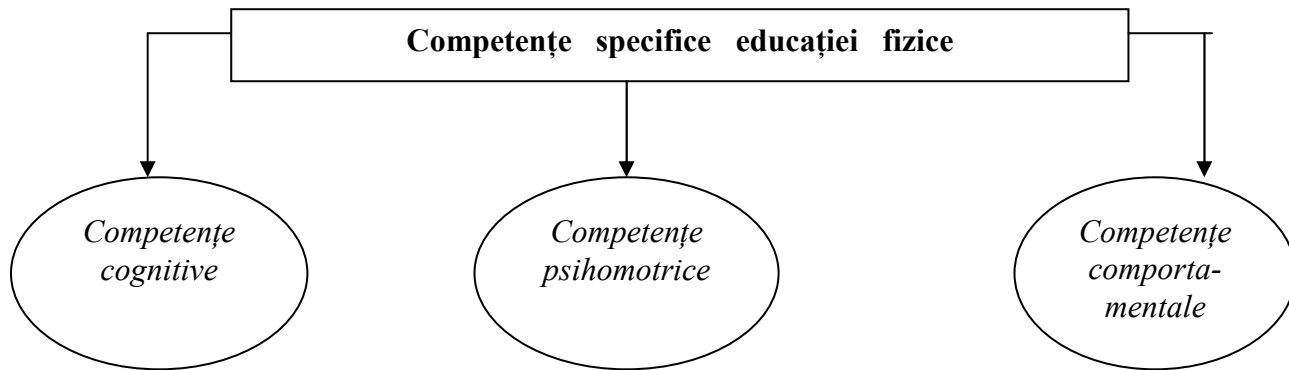 Competențe specifice educației fizice
Competențe
cognitive
Competențe
psihomotrice
Competențe
comporta-
mentale